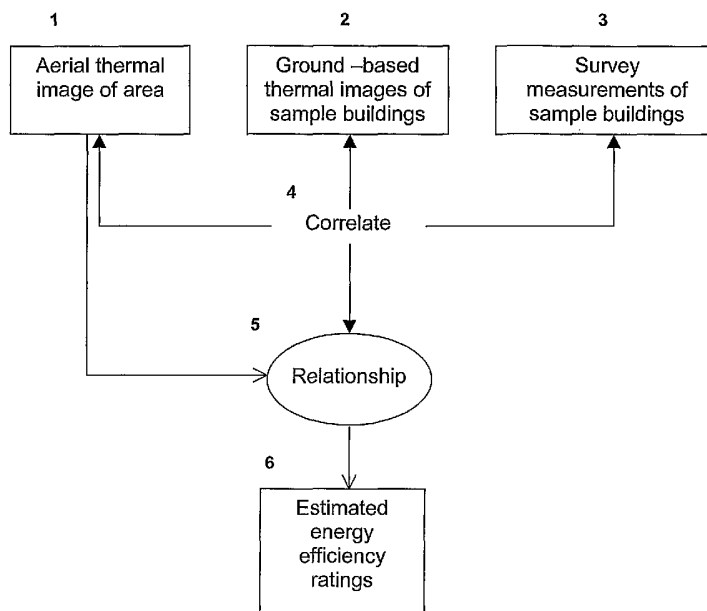 1
2
3
Aerial thermal
image of area
Ground –based
thermal images of
sample buildings
Survey
measurements of
sample buildings
4
Correlate
5
Relationship
6
Estimated
energy
efficiency
ratings